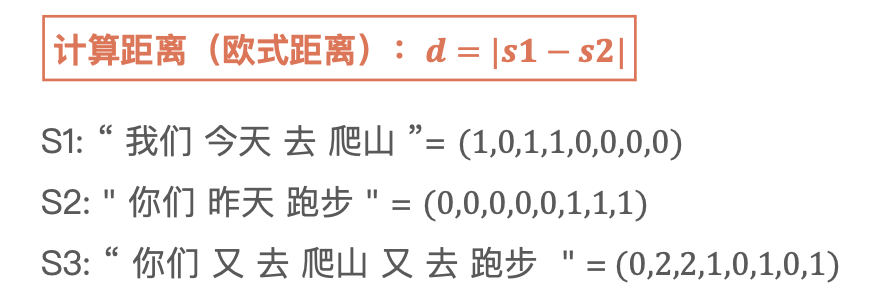 计算距离（欧式距离）：d = |s1 − s2|
S1: “ 我们 今天 去 爬山 ”= (1,0,1,1,0,0,0,0)
S2: " 你们 昨天 跑步 " = (0,0,0,0,0,1,1,1)
S3: “ 你们 又 去 爬山 又 去 跑步 " = (0,2,2,1,0,1,0,1)